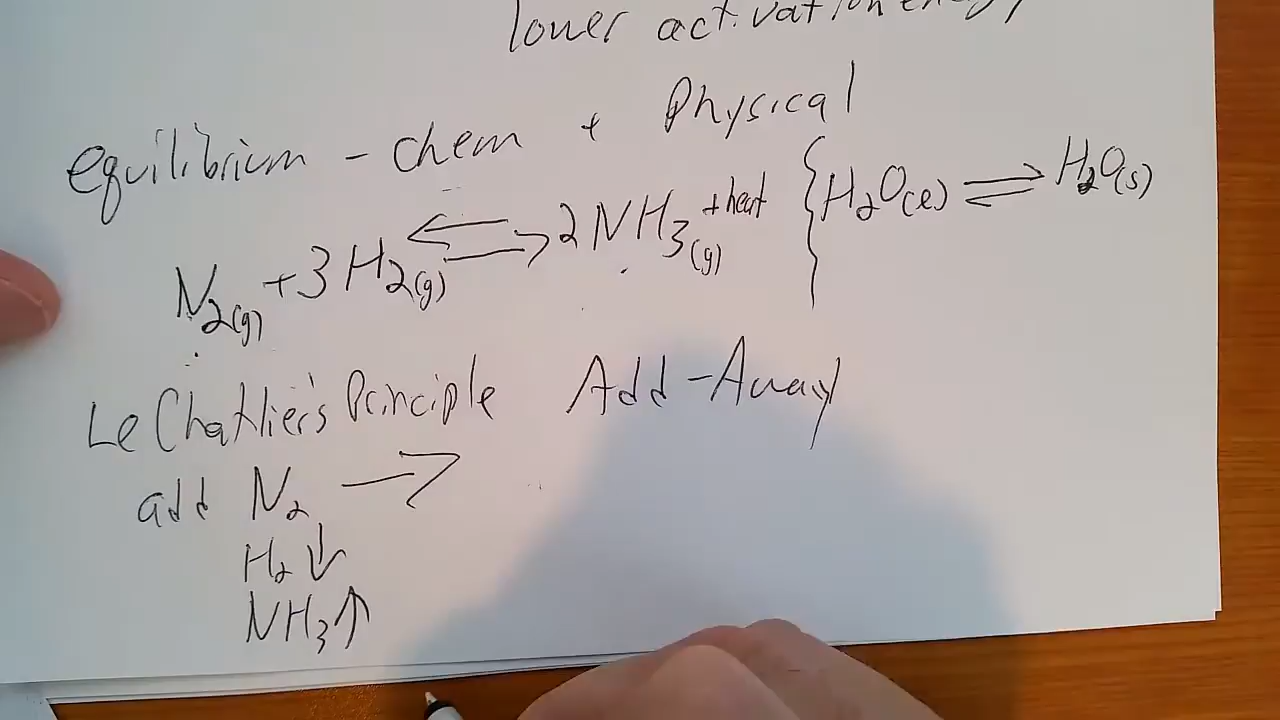 lower activation energy
equilibrium - chem + Physical
N2(g) + 3H2(g) ⇌ 2NH3(g) + heat { H2O(l) ⇌ H2O(s)
Le Chatlier's Principle Add - Away
add N2 →
H2 ↓
NH3 ↑